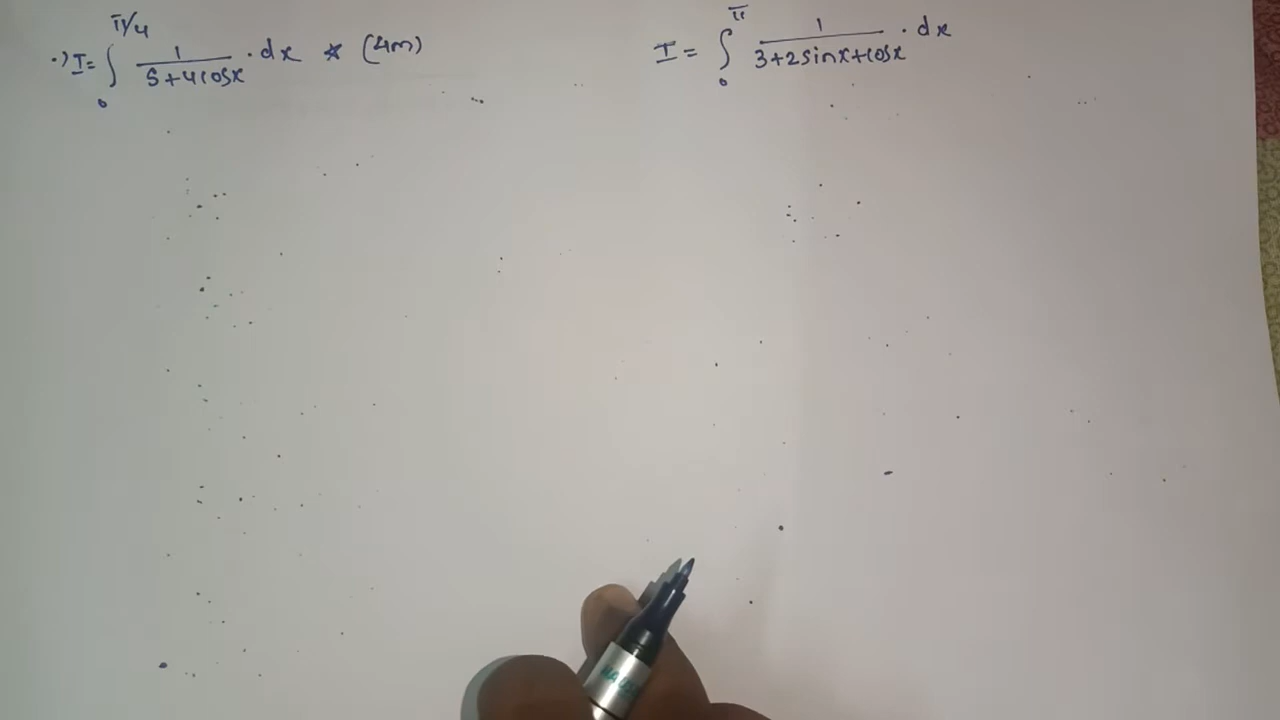 ·) I = ∫₀^π/4 1/(5+4cosx) · dx ★ (4m)
I = ∫₀^π 1/(3+2sinx+cosx) · dx